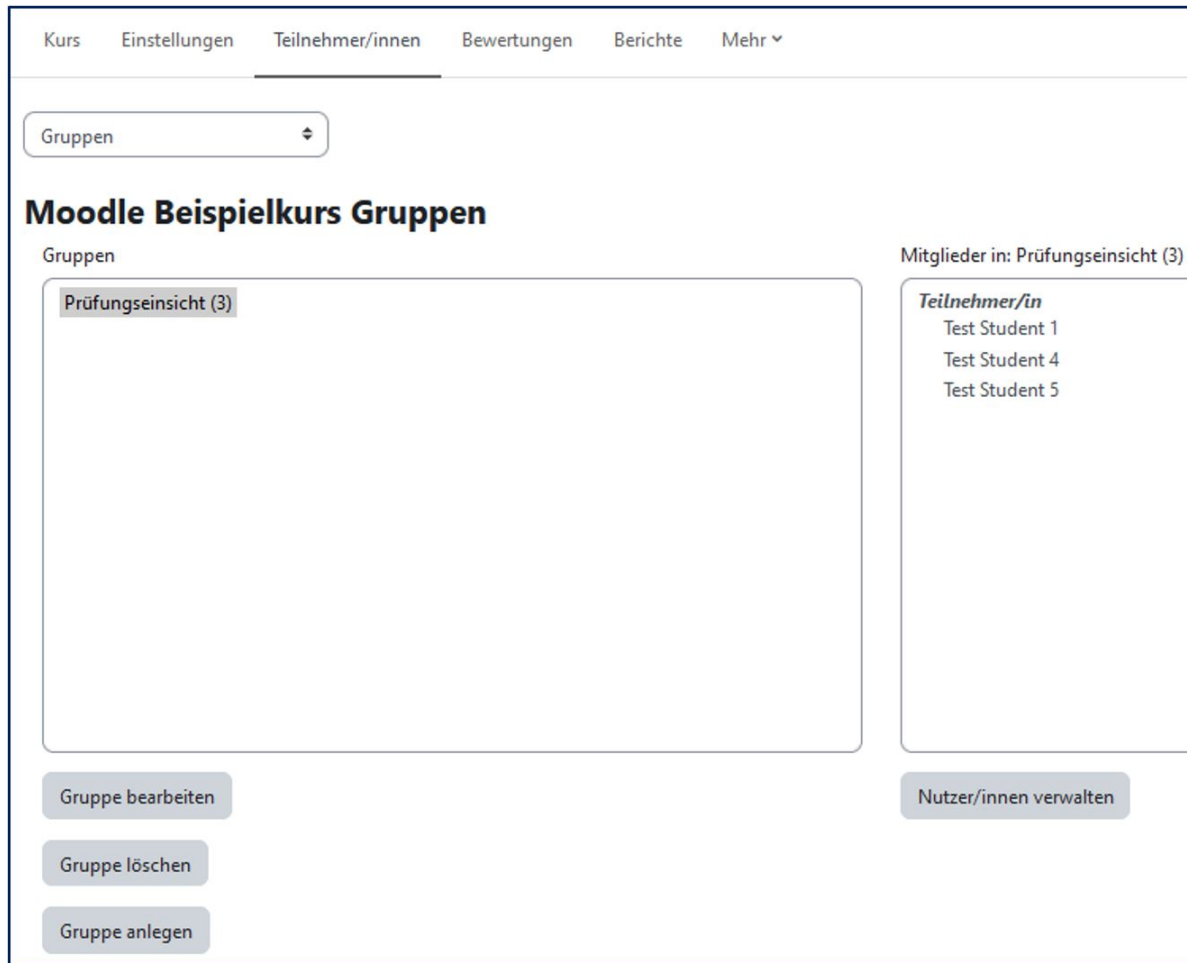 Kurs Einstellungen Teilnehmer/innen Bewertungen Berichte Mehr
Gruppen
Moodle Beispielkurs Gruppen
Gruppen
Prüfungseinsicht (3)
Mitglieder in: Prüfungseinsicht (3)
Teilnehmer/in
Test Student 1
Test Student 4
Test Student 5
Gruppe bearbeiten
Gruppe löschen
Gruppe anlegen
Nutzer/innen verwalten